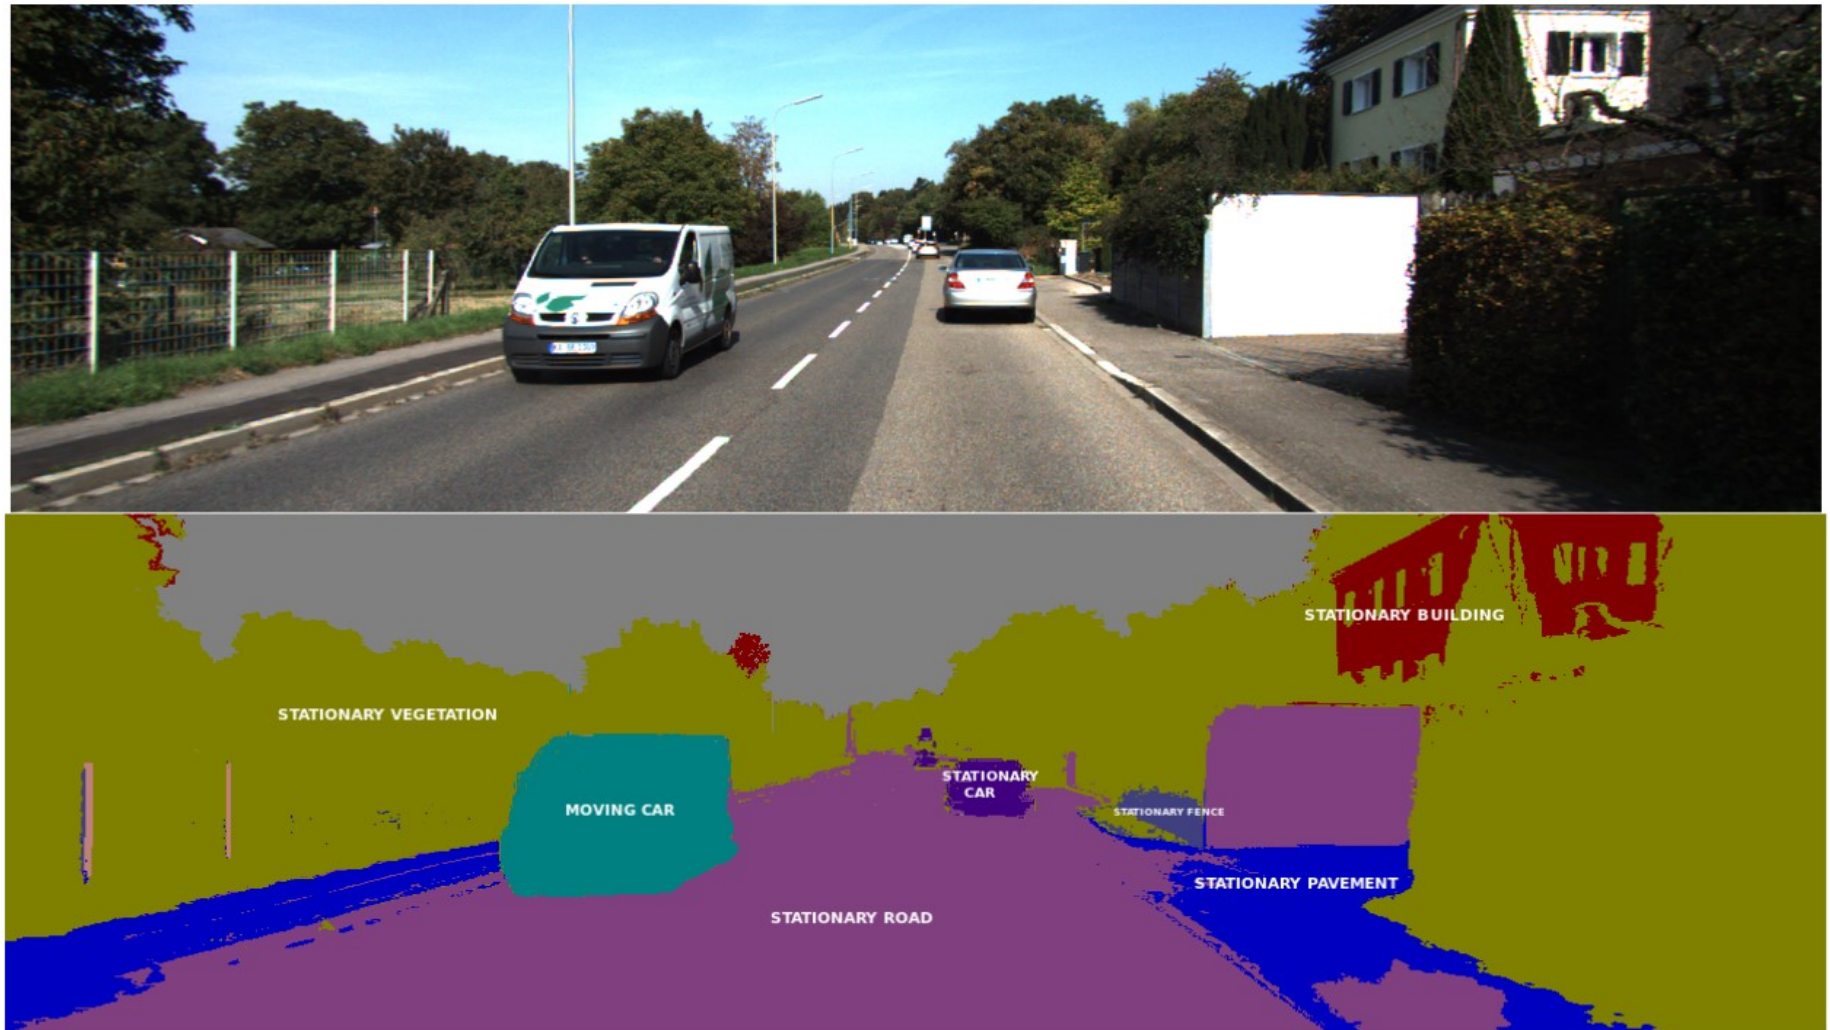 STATIONARY BUILDING
STATIONARY VEGETATION
STATIONARY
CAR
MOVING CAR
STATIONARY FENCE
STATIONARY PAVEMENT
STATIONARY ROAD